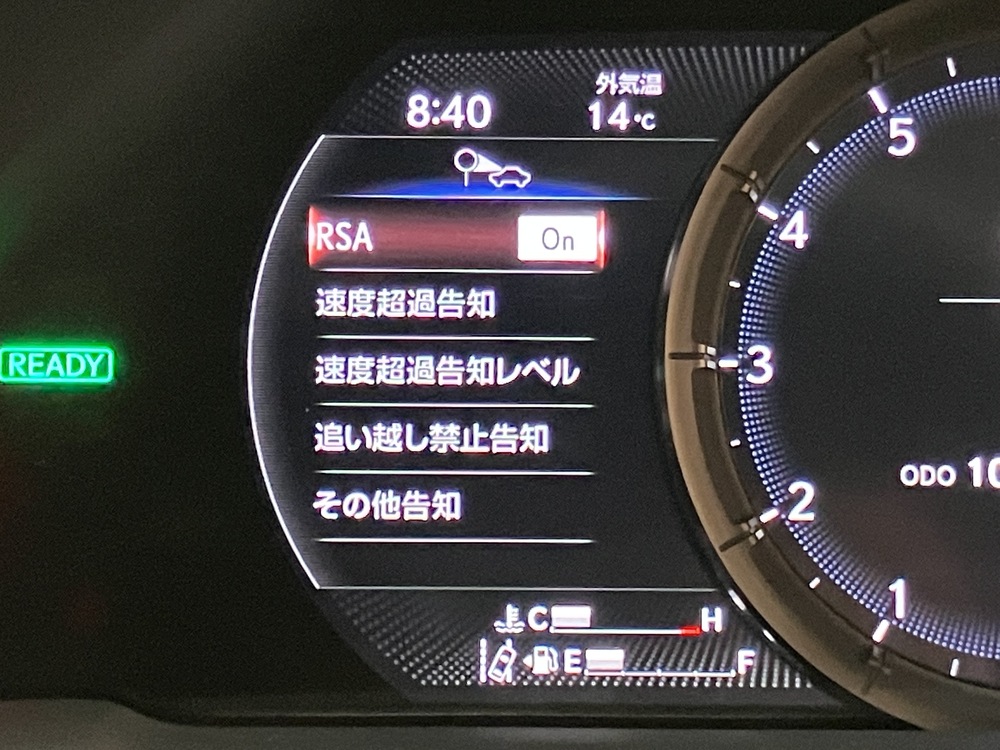 外気温
8:40 14℃
RSA On
速度超過告知
READY
速度超過告知レベル
追い越し禁止告知
その他告知
C H
E F
5
4
3
2
1
ODO 10